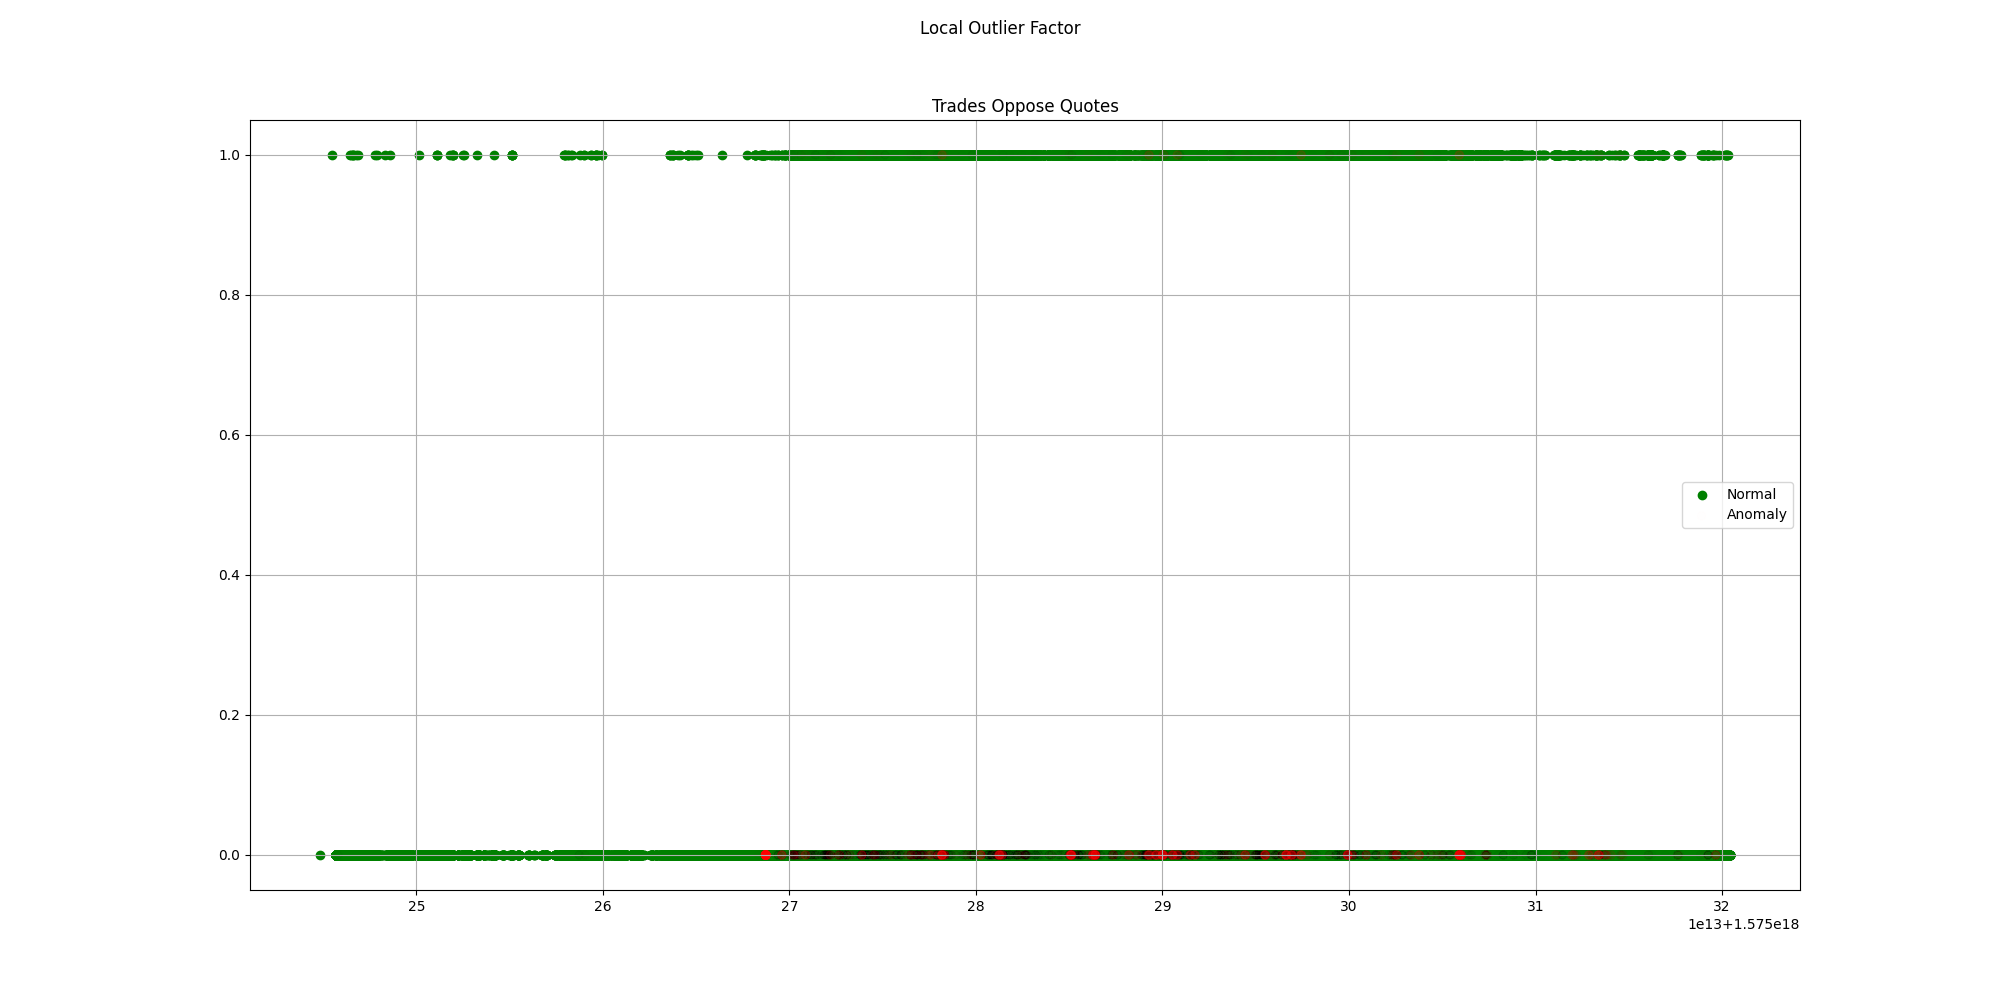 Local Outlier Factor
Trades Oppose Quotes
1.0
0.8
0.6
0.4
0.2
0.0
Normal
Anomaly
25 26 27 28 29 30 31 32
1e13+1.575e18